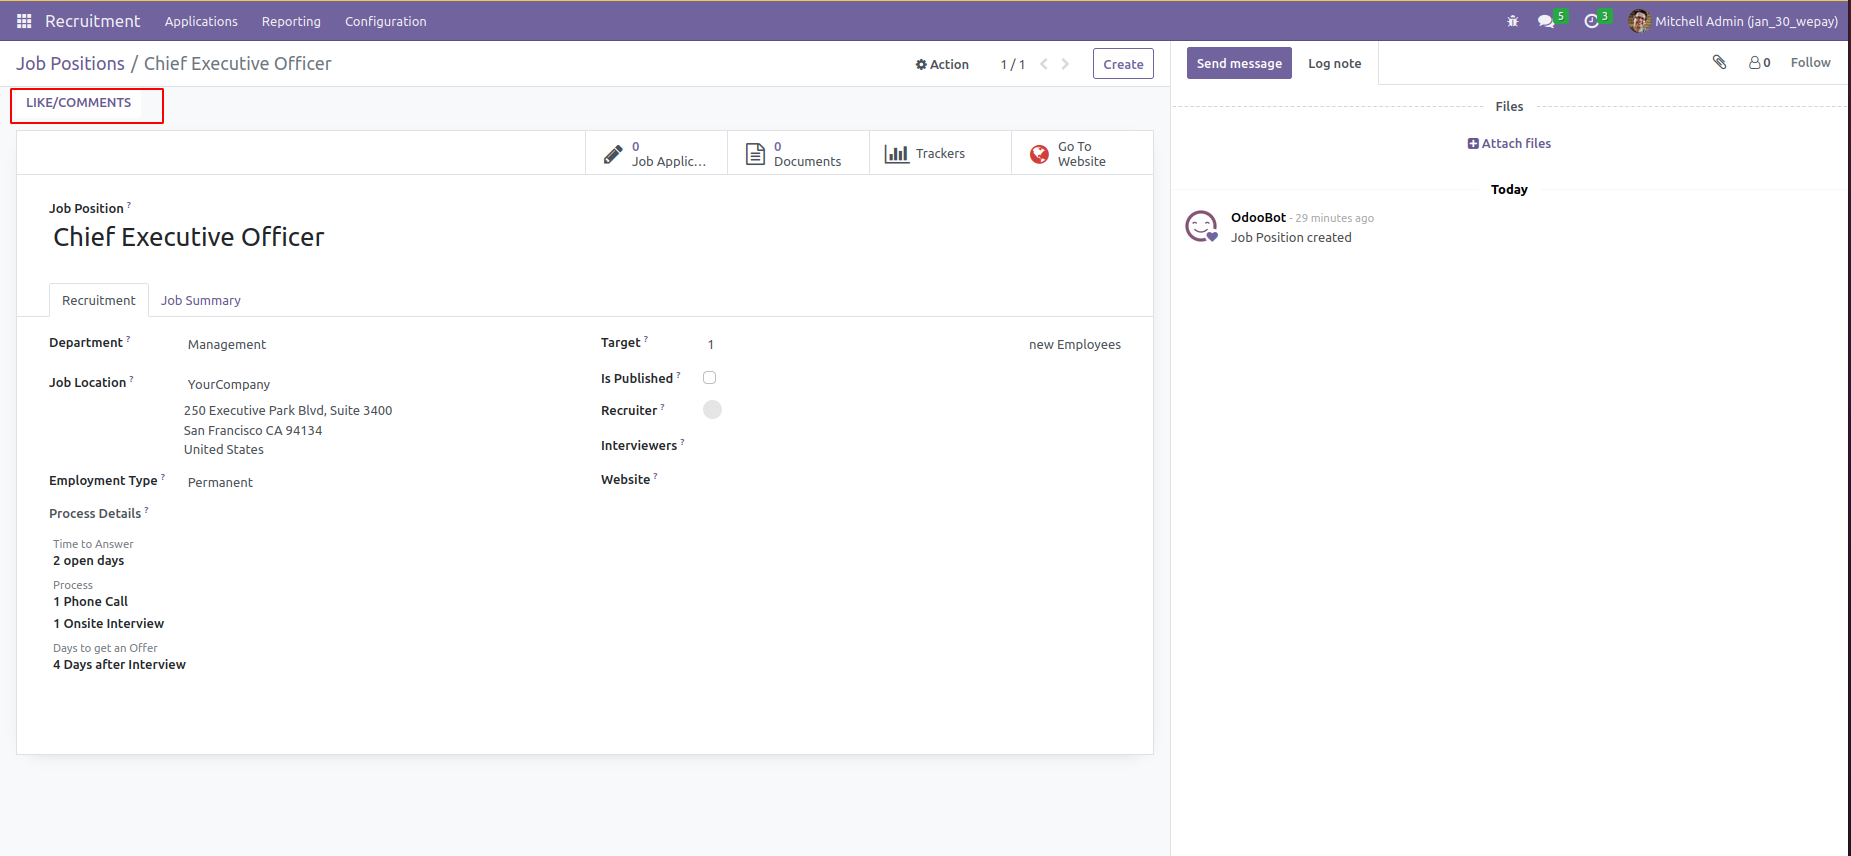 Recruitment Applications Reporting Configuration 5 3 Mitchell Admin (jan_30_wepay)
Job Positions / Chief Executive Officer Action 1 / 1 Create
LIKE/COMMENTS
0 Job Applic...
0 Documents
Trackers
Go To
Website
Job Position ?
Chief Executive Officer
Recruitment Job Summary
Department ? Management
Job Location ? YourCompany
250 Executive Park Blvd, Suite 3400
San Francisco CA 94134
United States
Employment Type ? Permanent
Process Details ?
Time to Answer
2 open days
Process
1 Phone Call
1 Onsite Interview
Days to get an Offer
4 Days after Interview
Target ? 1 new Employees
Is Published ?
Recruiter ?
Interviewers ?
Website ?
Send message Log note 0 Follow
Files
Attach files
Today
OdooBot - 29 minutes ago
Job Position created